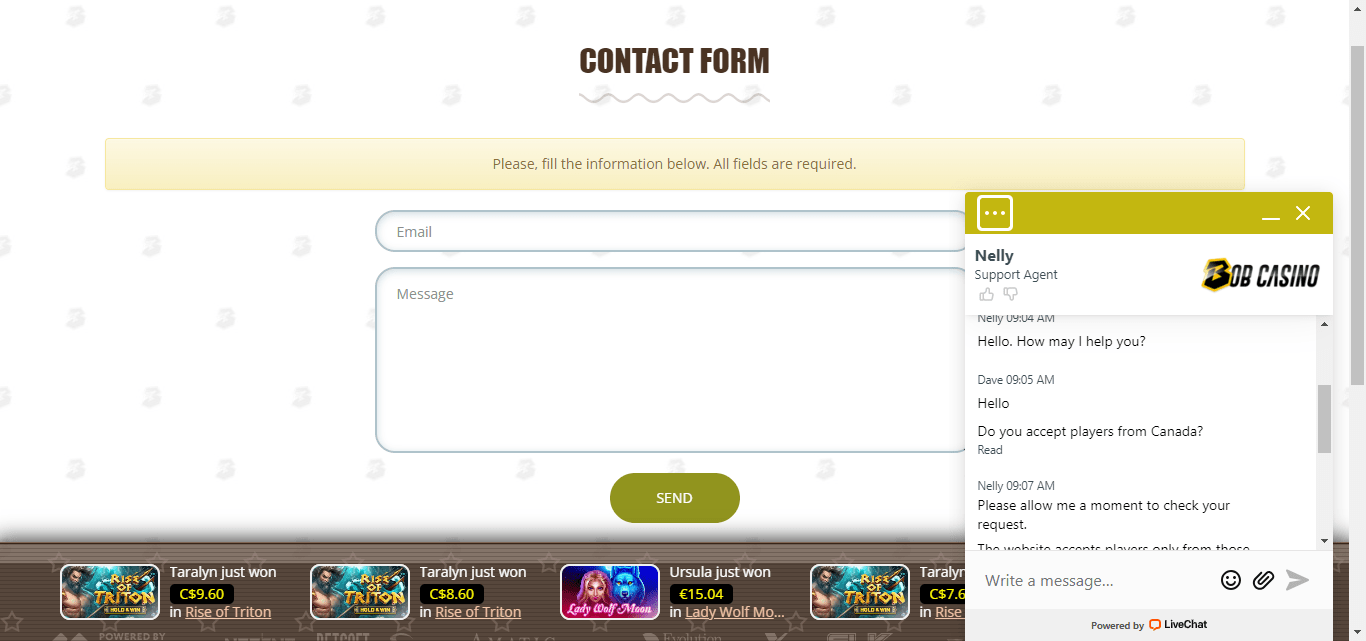 CONTACT FORM
Please, fill the information below. All fields are required.
Email
Message
SEND
Nelly
Support Agent
BOB CASINO
Nelly 09:04 AM
Hello. How may I help you?
Dave 09:05 AM
Hello
Do you accept players from Canada?
Read
Nelly 09:07 AM
Please allow me a moment to check your
request.
The website accepts players only from those
Write a message...
Powered by LiveChat
RISE OF TRITON
HOLD & WIN
Taralyn just won
C$9.60
in Rise of Triton
RISE OF TRITON
HOLD & WIN
Taralyn just won
C$8.60
in Rise of Triton
Lady Wolf Moon
Ursula just won
€15.04
in Lady Wolf Mo...
RISE OF TRITON
HOLD & WIN
Taralyn
C$7.6
in Rise
POWERED BY
BETSOFT
AMATIC
Evolution